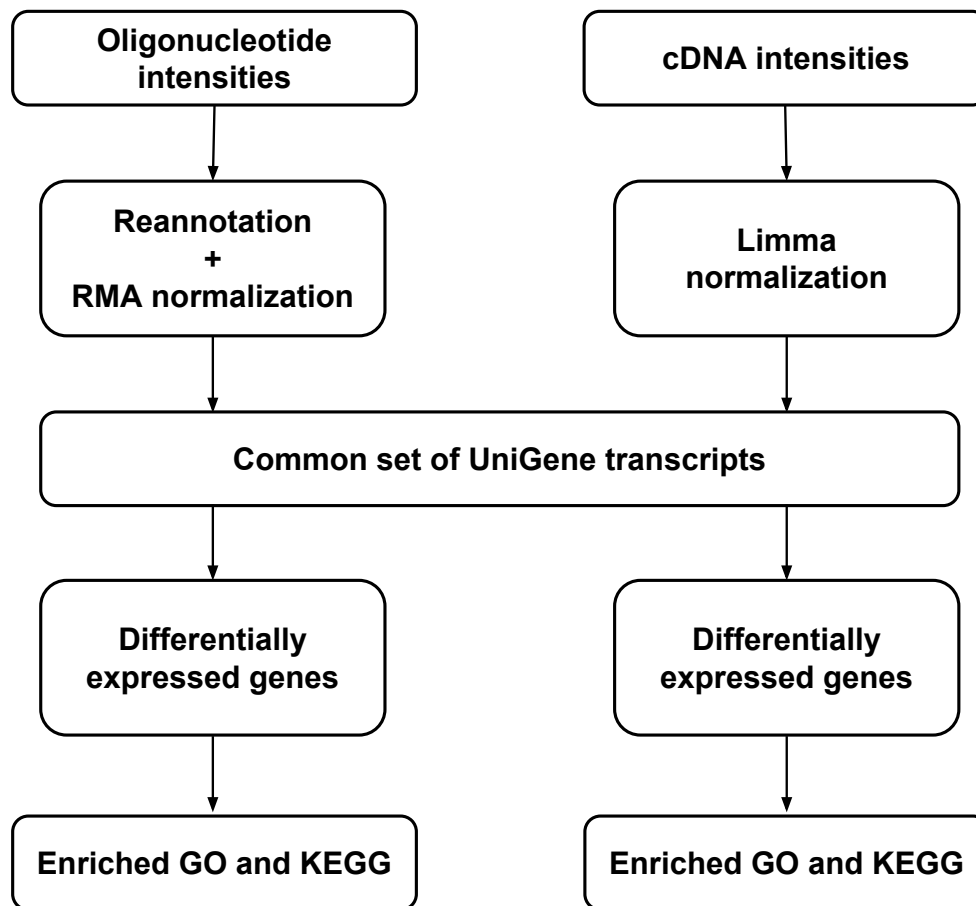 Oligonucleotide
intensities
cDNA intensities
Reannotation
+
RMA normalization
Limma
normalization
Common set of UniGene transcripts
Differentially
expressed genes
Differentially
expressed genes
Enriched GO and KEGG
Enriched GO and KEGG